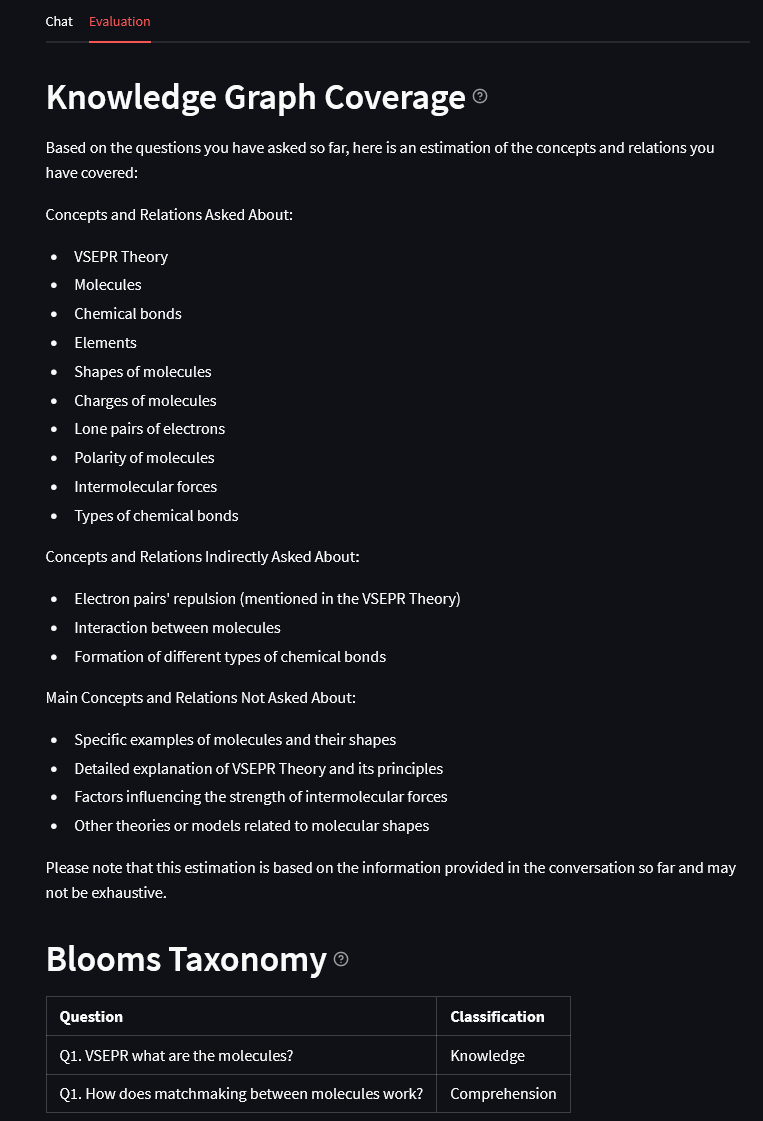 Chat Evaluation
Knowledge Graph Coverage
Based on the questions you have asked so far, here is an estimation of the concepts and relations you
have covered:
Concepts and Relations Asked About:
• VSEPR Theory
• Molecules
• Chemical bonds
• Elements
• Shapes of molecules
• Charges of molecules
• Lone pairs of electrons
• Polarity of molecules
• Intermolecular forces
• Types of chemical bonds
Concepts and Relations Indirectly Asked About:
• Electron pairs' repulsion (mentioned in the VSEPR Theory)
• Interaction between molecules
• Formation of different types of chemical bonds
Main Concepts and Relations Not Asked About:
• Specific examples of molecules and their shapes
• Detailed explanation of VSEPR Theory and its principles
• Factors influencing the strength of intermolecular forces
• Other theories or models related to molecular shapes
Please note that this estimation is based on the information provided in the conversation so far and may
not be exhaustive.
Blooms Taxonomy
Question Classification
Q1. VSEPR what are the molecules? Knowledge
Q1. How does matchmaking between molecules work? Comprehension